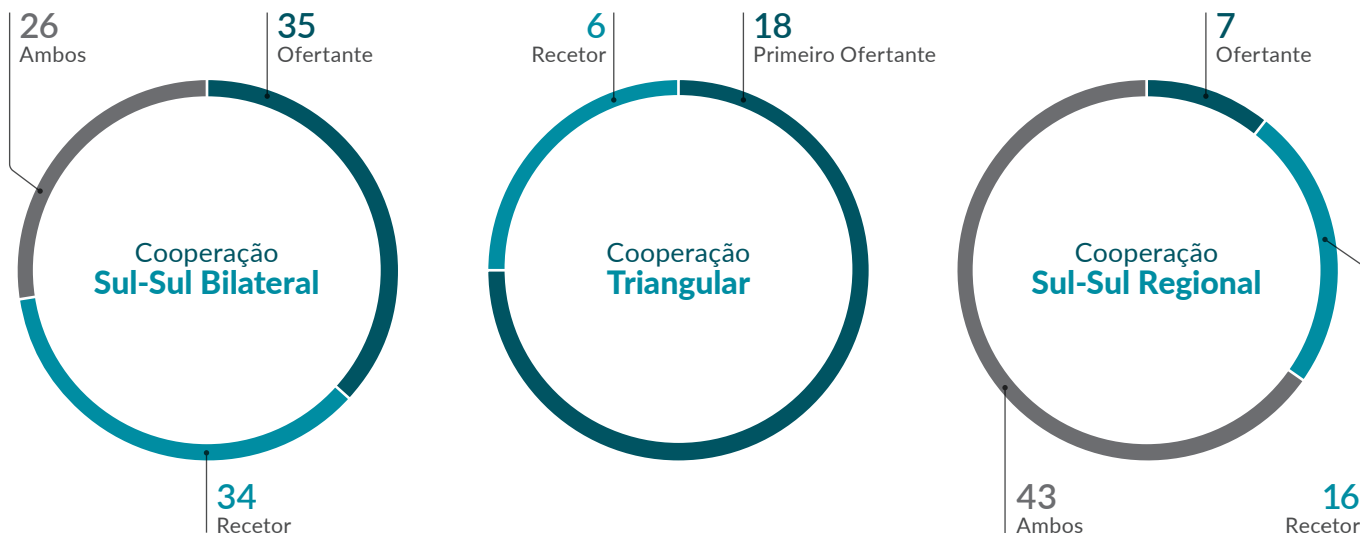 26
Ambos
35
Ofertante
Cooperação
Sul-Sul Bilateral
34
Recetor
6
Recetor
18
Primeiro Ofertante
Cooperação
Triangular
7
Ofertante
Cooperação
Sul-Sul Regional
43
Ambos
16
Recetor